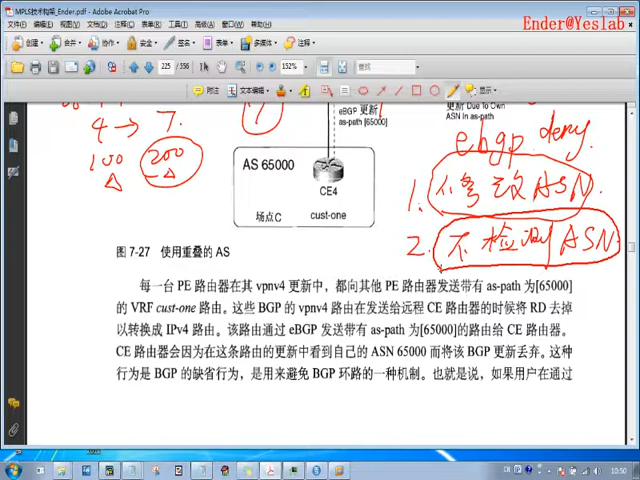 MPLS技术构架_Ender.pdf - Adobe Acrobat Pro
Ender@Yeslab
文件(F) 编辑(E) 视图(V) 文档(D) 注释(C) 表单(R) 工具(T) 高级(A) 窗口(W) 帮助(H)
创建 合并 协作 安全 签名 表单 多媒体 注释
225 / 556 152% 查找
附注 文本编辑 显示
eBGP 更新
as-path [65000]
更新 Due To Own
ASN In as-path
4 → 7.
100 200
ebgp deny.
AS 65000
CE4
场点C cust-one
1. 修改ASN.
2. 不检测ASN
图 7-27 使用重叠的 AS
每一台 PE 路由器在其 vpnv4 更新中，都向其他 PE 路由器发送带有 as-path 为[65000]
的 VRF cust-one 路由。这些 BGP 的 vpnv4 路由在发送给远程 CE 路由器的时候将 RD 去掉
以转换成 IPv4 路由。该路由通过 eBGP 发送带有 as-path 为[65000]的路由给 CE 路由器。
CE 路由器会因为在这条路由的更新中看到自己的 ASN 65000 而将该 BGP 更新丢弃。这种
行为是 BGP 的缺省行为，是用来避免 BGP 环路的一种机制。也就是说，如果用户在通过
10:50